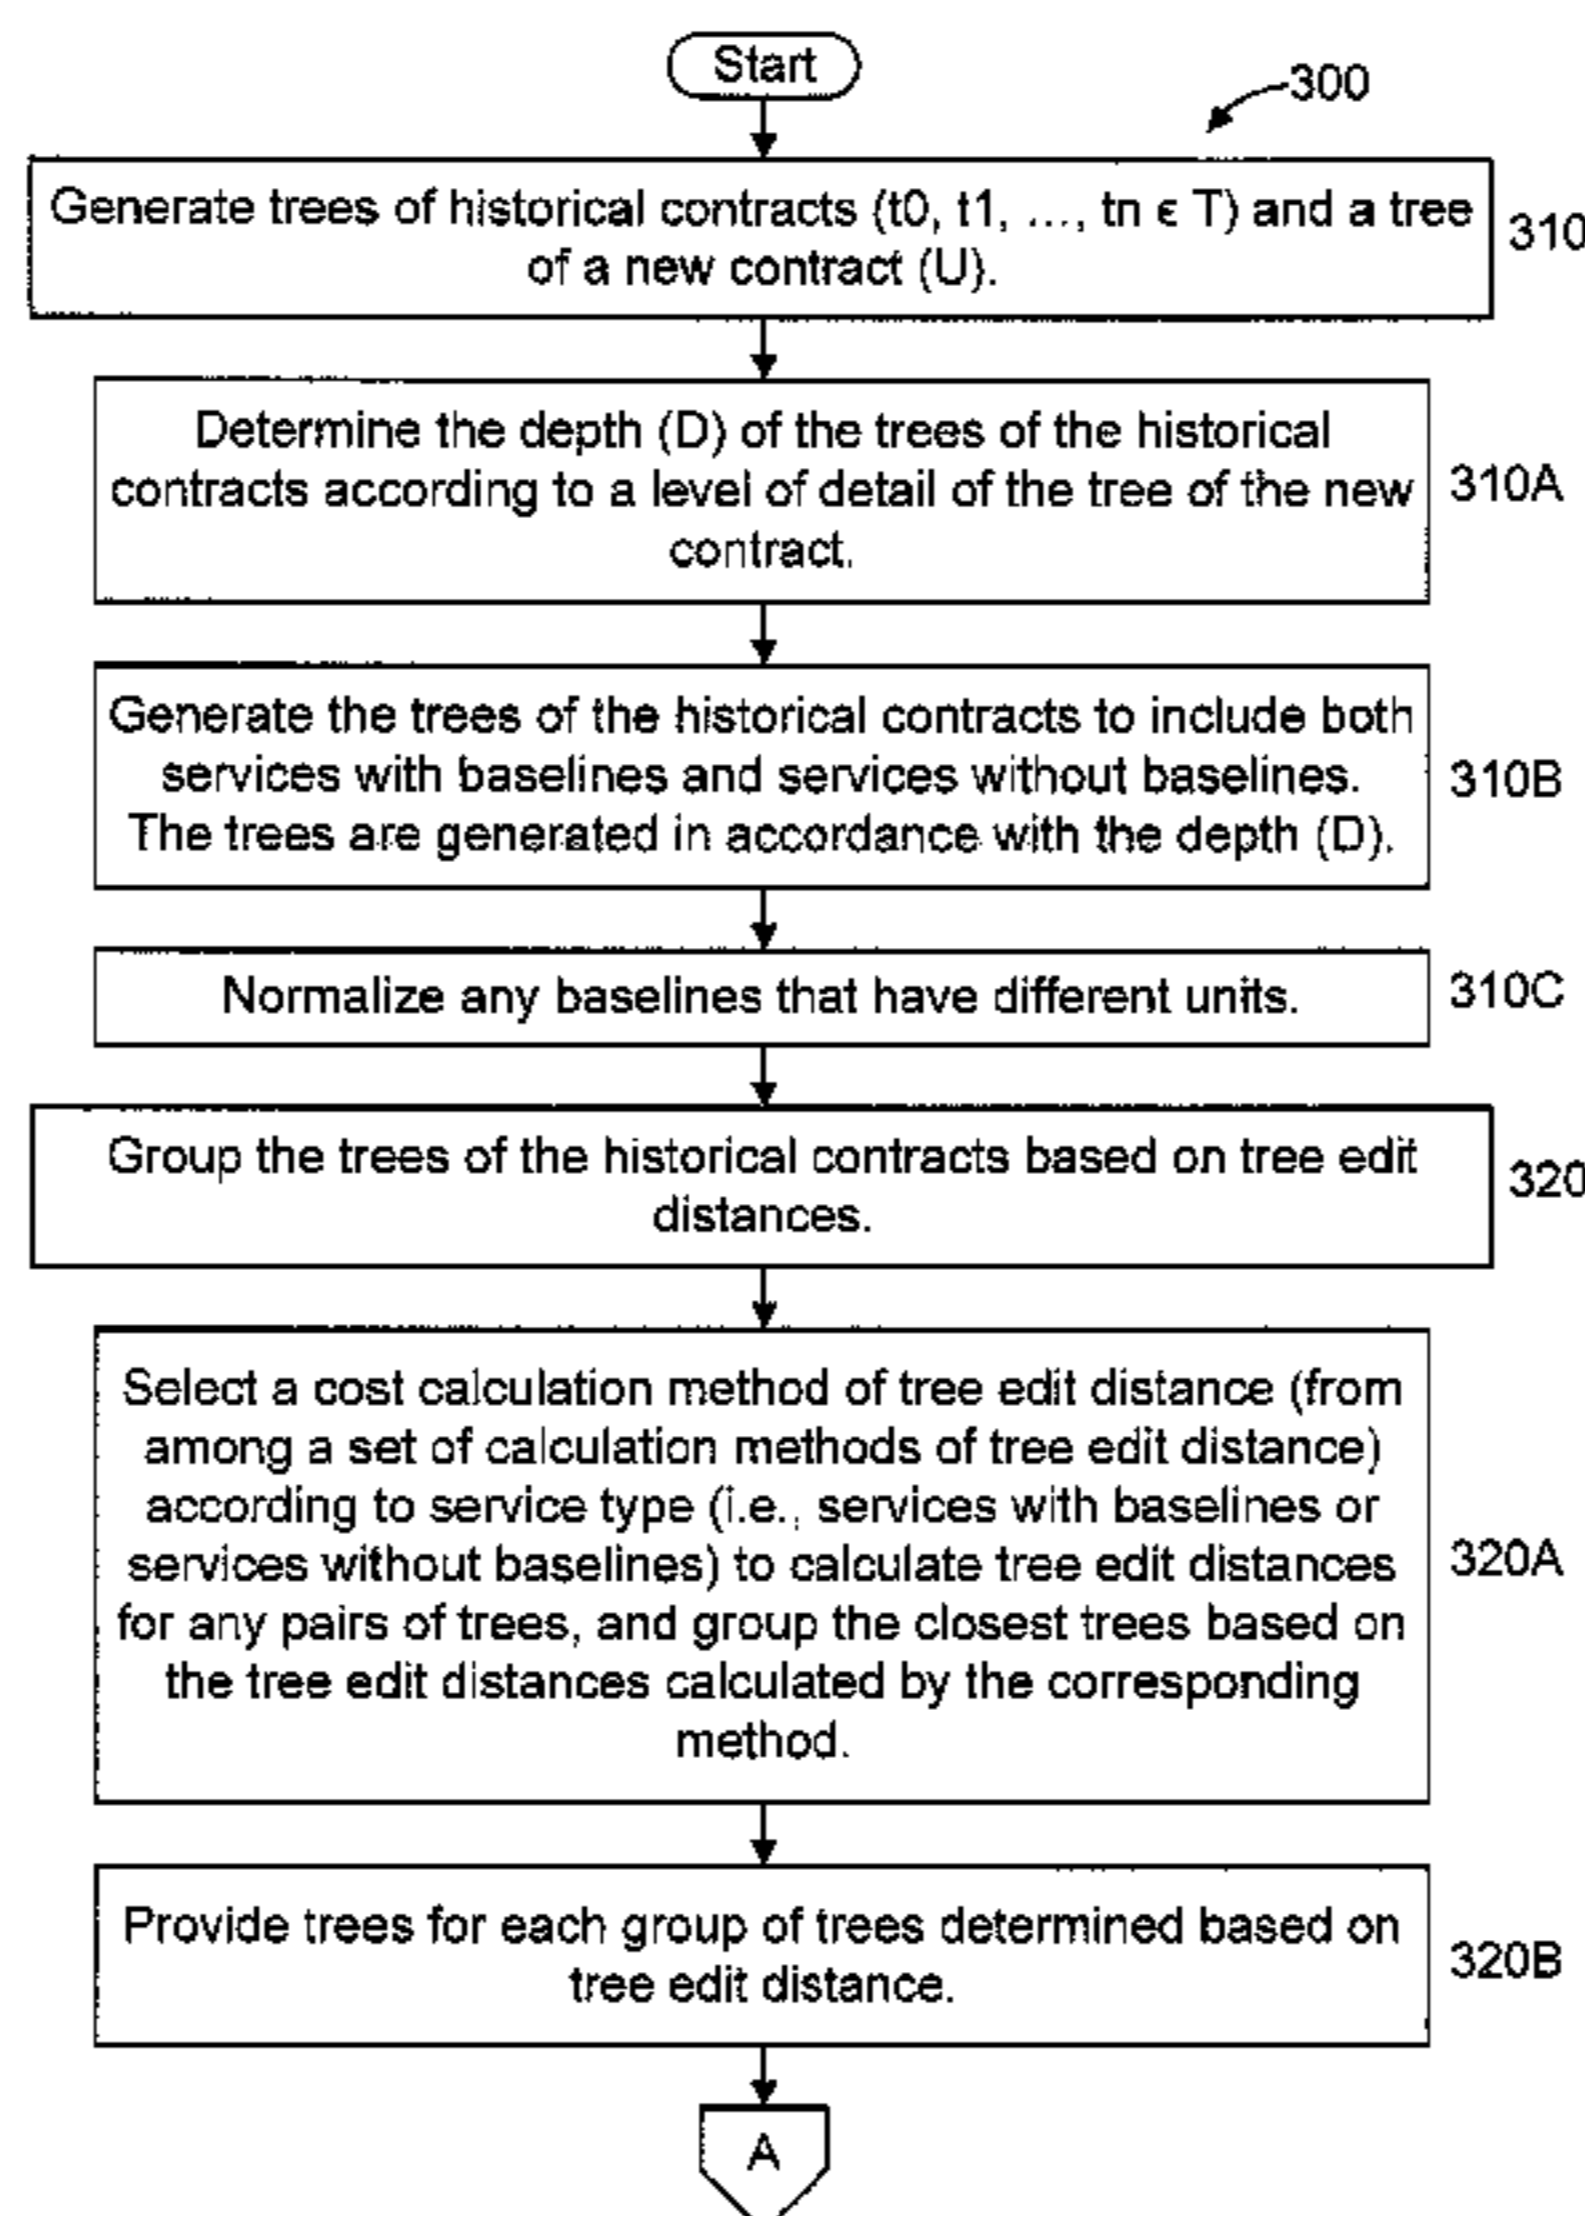 Start
300
Generate trees of historical contracts (t0, t1, ..., tn ϵ T) and a tree
of a new contract (U).
310
Determine the depth (D) of the trees of the historical
contracts according to a level of detail of the tree of the new
contract.
310A
Generate the trees of the historical contracts to include both
services with baselines and services without baselines.
The trees are generated in accordance with the depth (D).
310B
Normalize any baselines that have different units.
310C
Group the trees of the historical contracts based on tree edit
distances.
320
Select a cost calculation method of tree edit distance (from
among a set of calculation methods of tree edit distance)
according to service type (i.e., services with baselines or
services without baselines) to calculate tree edit distances
for any pairs of trees, and group the closest trees based on
the tree edit distances calculated by the corresponding
method.
320A
Provide trees for each group of trees determined based on
tree edit distance.
320B
A